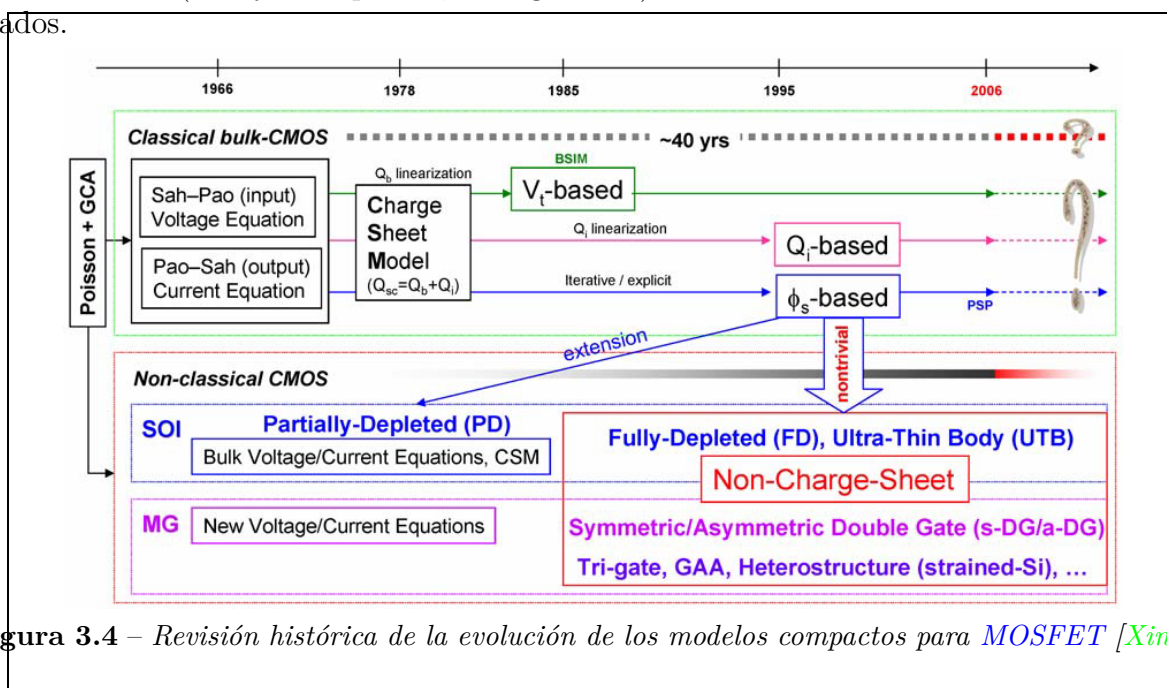 ados.
1966 1978 1985 1995 2006
Classical bulk-CMOS
~40 yrs
Poisson + GCA
Sah–Pao (input)
Voltage Equation
Pao–Sah (output)
Current Equation
Q_b linearization
Charge
Sheet
Model
(Q_sc=Q_b+Q_i)
BSIM
V_t-based
Q_i linearization
Q_i-based
Iterative / explicit
ϕ_s-based
PSP
extension
nontrivial
Non-classical CMOS
SOI
Partially-Depleted (PD)
Bulk Voltage/Current Equations, CSM
Fully-Depleted (FD), Ultra-Thin Body (UTB)
Non-Charge-Sheet
MG
New Voltage/Current Equations
Symmetric/Asymmetric Double Gate (s-DG/a-DG)
Tri-gate, GAA, Heterostructure (strained-Si), …
gura 3.4 – Revisión histórica de la evolución de los modelos compactos para MOSFET [Xin